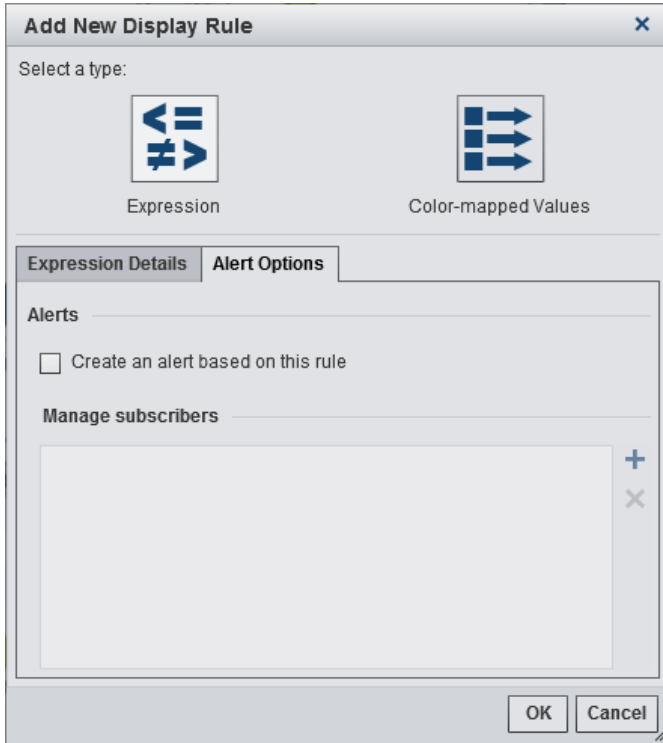 Add New Display Rule
Select a type:
Expression
Color-mapped Values
Expression Details
Alert Options
Alerts
Create an alert based on this rule
Manage subscribers
OK
Cancel